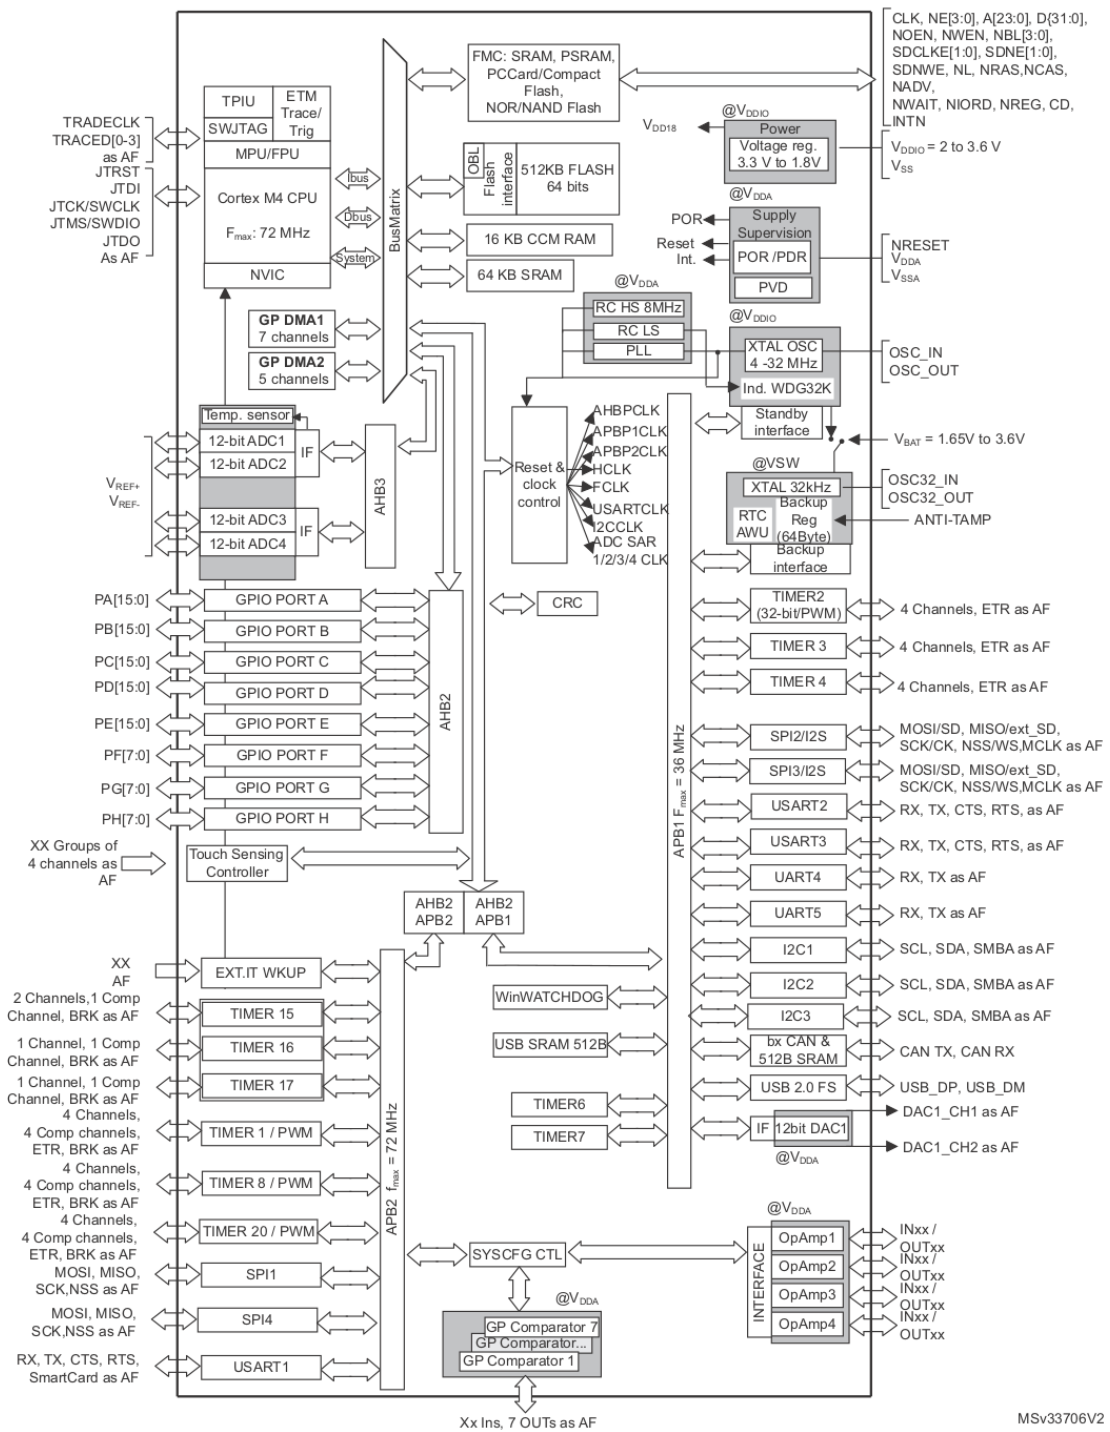 CLK, NE[3:0], A[23:0], D{31:0],
NOEN, NWEN, NBL[3:0],
SDCLKE[1:0], SDNE[1:0],
SDNWE, NL, NRAS,NCAS,
NADV,
NWAIT, NIORD, NREG, CD,
INTN
FMC: SRAM, PSRAM,
PCCard/Compact
Flash,
NOR/NAND Flash
TPIU
ETM
Trace/
Trig
SWJTAG
MPU/FPU
Cortex M4 CPU
Fmax: 72 MHz
NVIC
TRADECLK
TRACED[0-3]
as AF
JTRST
JTDI
JTCK/SWCLK
JTMS/SWDIO
JTDO
As AF
Ibus
Dbus
System
BusMatrix
OBL
Flash
interface
512KB FLASH
64 bits
16 KB CCM RAM
64 KB SRAM
GP DMA1
7 channels
GP DMA2
5 channels
VDD18
@VDDIO
Power
Voltage reg.
3.3 V to 1.8V
VDDIO = 2 to 3.6 V
VSS
@VDDA
Supply
Supervision
POR /PDR
PVD
POR
Reset
Int.
NRESET
VDDA
VSSA
@VDDA
RC HS 8MHz
RC LS
PLL
@VDDIO
XTAL OSC
4 -32 MHz
Ind. WDG32K
Standby
interface
OSC_IN
OSC_OUT
VBAT = 1.65V to 3.6V
@VSW
XTAL 32kHz
RTC
AWU
Backup
Reg
(64Byte)
Backup
interface
OSC32_IN
OSC32_OUT
ANTI-TAMP
Temp. sensor
12-bit ADC1
12-bit ADC2
IF
12-bit ADC3
12-bit ADC4
IF
VREF+
VREF-
AHB3
Reset &
clock
control
AHBPCLK
APBP1CLK
APBP2CLK
HCLK
FCLK
USARTCLK
I2CCLK
ADC SAR
1/2/3/4 CLK
CRC
PA[15:0]
GPIO PORT A
PB[15:0]
GPIO PORT B
PC[15:0]
GPIO PORT C
PD[15:0]
GPIO PORT D
PE[15:0]
GPIO PORT E
PF[7:0]
GPIO PORT F
PG[7:0]
GPIO PORT G
PH[7:0]
GPIO PORT H
AHB2
XX Groups of
4 channels as
AF
Touch Sensing
Controller
AHB2
APB2
AHB2
APB1
APB1 Fmax = 36 MHz
TIMER2
(32-bit/PWM)
4 Channels, ETR as AF
TIMER 3
4 Channels, ETR as AF
TIMER 4
4 Channels, ETR as AF
SPI2/I2S
MOSI/SD, MISO/ext_SD,
SCK/CK, NSS/WS,MCLK as AF
SPI3/I2S
MOSI/SD, MISO/ext_SD,
SCK/CK, NSS/WS,MCLK as AF
USART2
RX, TX, CTS, RTS, as AF
USART3
RX, TX, CTS, RTS, as AF
UART4
RX, TX as AF
UART5
RX, TX as AF
I2C1
SCL, SDA, SMBA as AF
I2C2
SCL, SDA, SMBA as AF
I2C3
SCL, SDA, SMBA as AF
bx CAN &
512B SRAM
CAN TX, CAN RX
USB 2.0 FS
USB_DP, USB_DM
IF
12bit DAC1
@VDDA
DAC1_CH1 as AF
DAC1_CH2 as AF
WinWATCHDOG
USB SRAM 512B
TIMER6
TIMER7
XX
AF
EXT.IT WKUP
2 Channels,1 Comp
Channel, BRK as AF
TIMER 15
1 Channel, 1 Comp
Channel, BRK as AF
TIMER 16
1 Channel, 1 Comp
Channel, BRK as AF
TIMER 17
4 Channels,
4 Comp channels,
ETR, BRK as AF
TIMER 1 / PWM
4 Channels,
4 Comp channels,
ETR, BRK as AF
TIMER 8 / PWM
4 Channels,
4 Comp channels,
ETR, BRK as AF
TIMER 20 / PWM
MOSI, MISO,
SCK,NSS as AF
SPI1
MOSI, MISO,
SCK,NSS as AF
SPI4
RX, TX, CTS, RTS,
SmartCard as AF
USART1
APB2 fmax = 72 MHz
SYSCFG CTL
@VDDA
GP Comparator 7
GP Comparator...
GP Comparator 1
Xx Ins, 7 OUTs as AF
@VDDA
INTERFACE
OpAmp1
INxx /
OUTxx
OpAmp2
INxx /
OUTxx
OpAmp3
INxx /
OUTxx
OpAmp4
INxx /
OUTxx
MSv33706V2